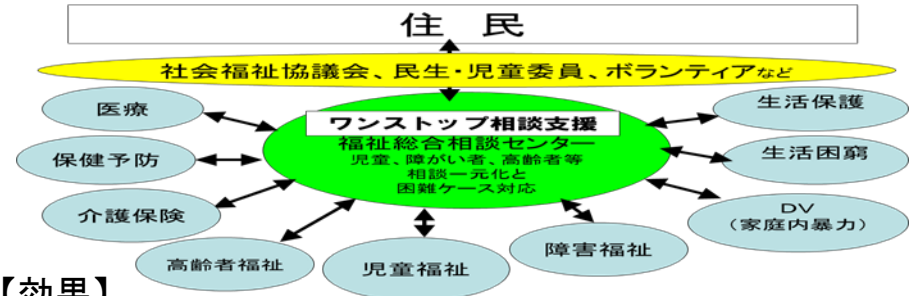 住　民
社会福祉協議会、民生・児童委員、ボランティアなど
医療
ワンストップ相談支援
生活保護
福祉総合相談センター
児童、障がい者、高齢者等
相談一元化と
困難ケース対応
保健予防
生活困窮
介護保険
DV
（家庭内暴力）
高齢者福祉
児童福祉
障害福祉
【効果】